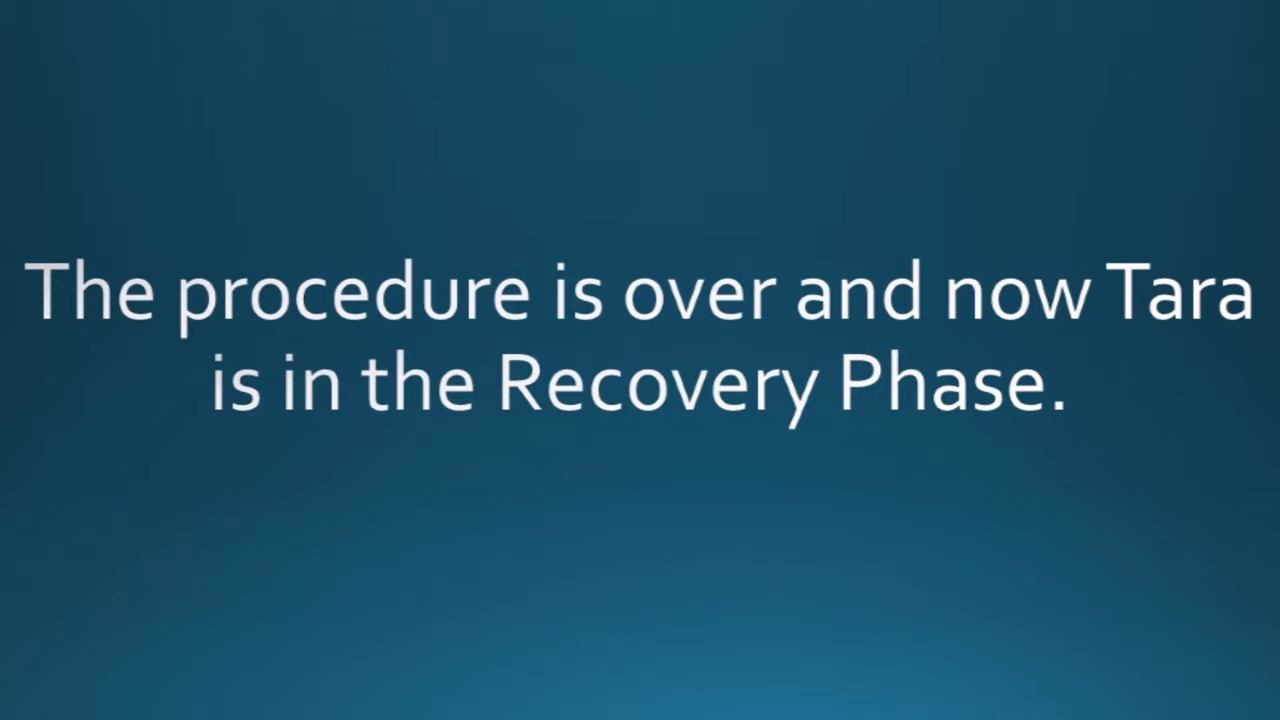 The procedure is over and now Tara
is in the Recovery Phase.